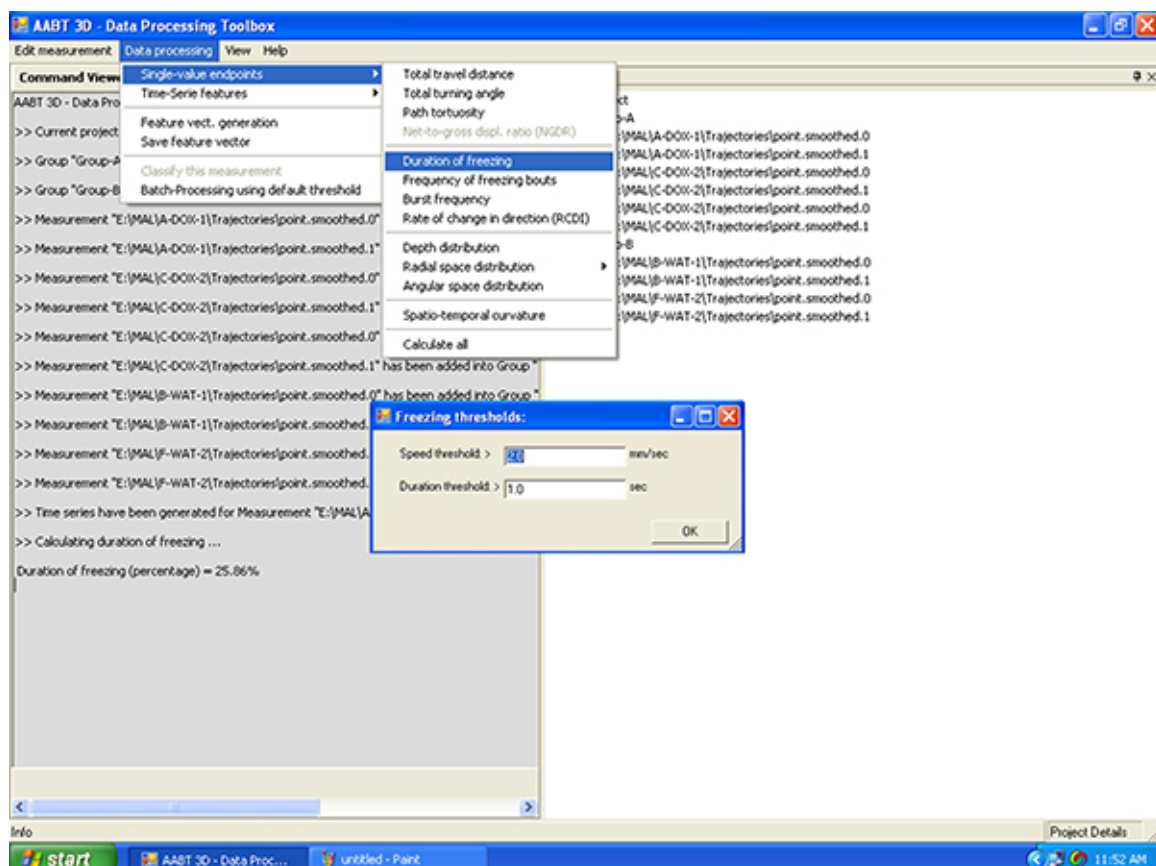 AABT 3D - Data Processing Toolbox
Edit measurement Data processing View Help
Command View
AABT 3D - Data Pro
>> Current project
>> Group "Group-A
>> Group "Group-B
>> Measurement "E:\MAL\A-DOX-1\Trajectories\point.smoothed.0"
>> Measurement "E:\MAL\A-DOX-1\Trajectories\point.smoothed.1"
>> Measurement "E:\MAL\C-DOX-2\Trajectories\point.smoothed.0"
>> Measurement "E:\MAL\C-DOX-2\Trajectories\point.smoothed.1"
>> Measurement "E:\MAL\C-DOX-2\Trajectories\point.smoothed.0"
>> Measurement "E:\MAL\C-DOX-2\Trajectories\point.smoothed.1" has been added into Group "
>> Measurement "E:\MAL\B-WAT-1\Trajectories\point.smoothed.0" has been added into Group "
>> Measurement "E:\MAL\B-WAT-1\Trajectories\point.smoothed.
>> Measurement "E:\MAL\F-WAT-2\Trajectories\point.smoothed.
>> Measurement "E:\MAL\F-WAT-2\Trajectories\point.smoothed.
>> Time series have been generated for Measurement "E:\MAL\A
>> Calculating duration of freezing ...
Duration of freezing (percentage) = 25.86%
Single-value endpoints
Time-Serie features
Feature vect. generation
Save feature vector
Classify this measurement
Batch-Processing using default threshold
Total travel distance
Total turning angle
Path tortuosity
Net-to-gross displ. ratio (NGDR)
Duration of freezing
Frequency of freezing bouts
Burst frequency
Rate of change in direction (RCDI)
Depth distribution
Radial space distribution
Angular space distribution
Spatio-temporal curvature
Calculate all
ct
-A
:\MAL\A-DOX-1\Trajectories\point.smoothed.0
:\MAL\A-DOX-1\Trajectories\point.smoothed.1
:\MAL\C-DOX-2\Trajectories\point.smoothed.0
:\MAL\C-DOX-2\Trajectories\point.smoothed.1
:\MAL\C-DOX-2\Trajectories\point.smoothed.0
:\MAL\C-DOX-2\Trajectories\point.smoothed.1
-B
:\MAL\B-WAT-1\Trajectories\point.smoothed.0
:\MAL\B-WAT-1\Trajectories\point.smoothed.1
:\MAL\F-WAT-2\Trajectories\point.smoothed.0
:\MAL\F-WAT-2\Trajectories\point.smoothed.1
Freezing thresholds:
Speed threshold: > 2.0 mm/sec
Duration threshold: > 1.0 sec
OK
Info
Project Details
start AABT 3D - Data Proc... untitled - Paint 11:52 AM